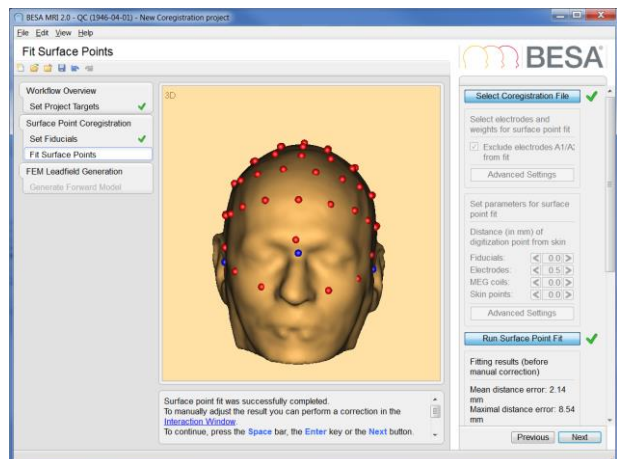 BESA MRI 2.0 - QC (1946-04-01) - New Coregistration project
File Edit View Help
Fit Surface Points
BESA
Workflow Overview
Set Project Targets
Surface Point Coregistration
Set Fiducials
Fit Surface Points
FEM Leadfield Generation
Generate Forward Model
3D
Surface point fit was successfully completed.
To manually adjust the result you can perform a correction in the
Interaction Window.
To continue, press the Space bar, the Enter key or the Next button.
Select Coregistration File
Select electrodes and
weights for surface point fit
Exclude electrodes A1/A2
from fit
Advanced Settings
Set parameters for surface
point fit
Distance (in mm) of
digitization point from skin
Fiducials: < 0.0 >
Electrodes: < 0.5 >
MEG coils: < 0.0 >
Skin points: < 0.0 >
Advanced Settings
Run Surface Point Fit
Fitting results (before
manual correction)
Mean distance error: 2.14
mm
Maximal distance error: 8.54
mm
Previous Next